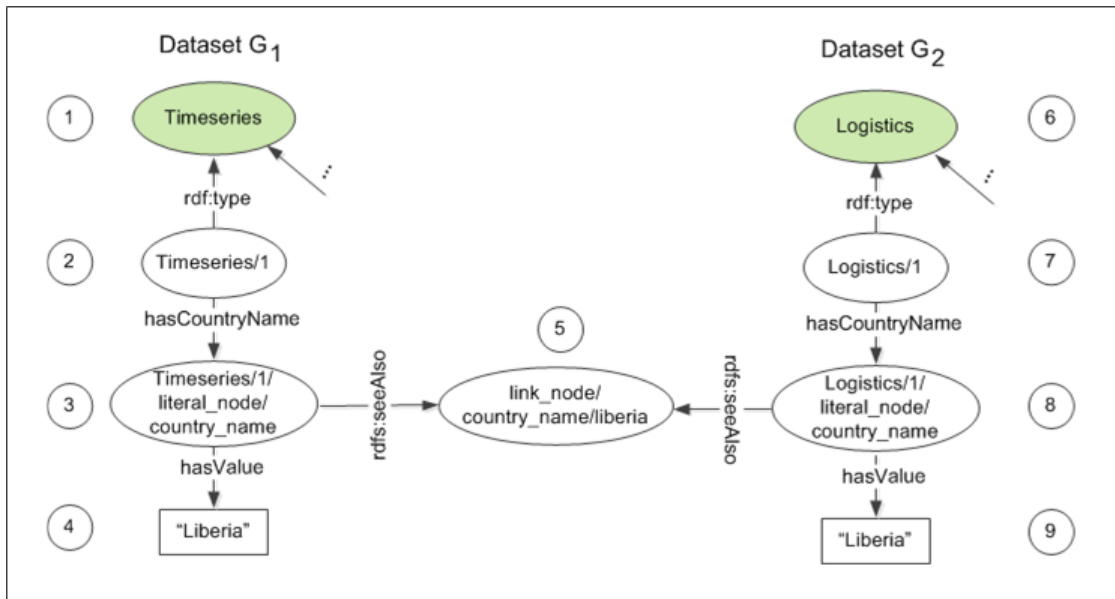 Dataset G1
Dataset G2
1
Timeseries
Logistics
6
...
...
rdf:type
rdf:type
2
Timeseries/1
Logistics/1
7
hasCountryName
hasCountryName
5
3
Timeseries/1/
literal_node/
country_name
rdfs:seeAlso
link_node/
country_name/liberia
rdfs:seeAlso
Logistics/1/
literal_node/
country_name
8
hasValue
hasValue
4
“Liberia”
“Liberia”
9